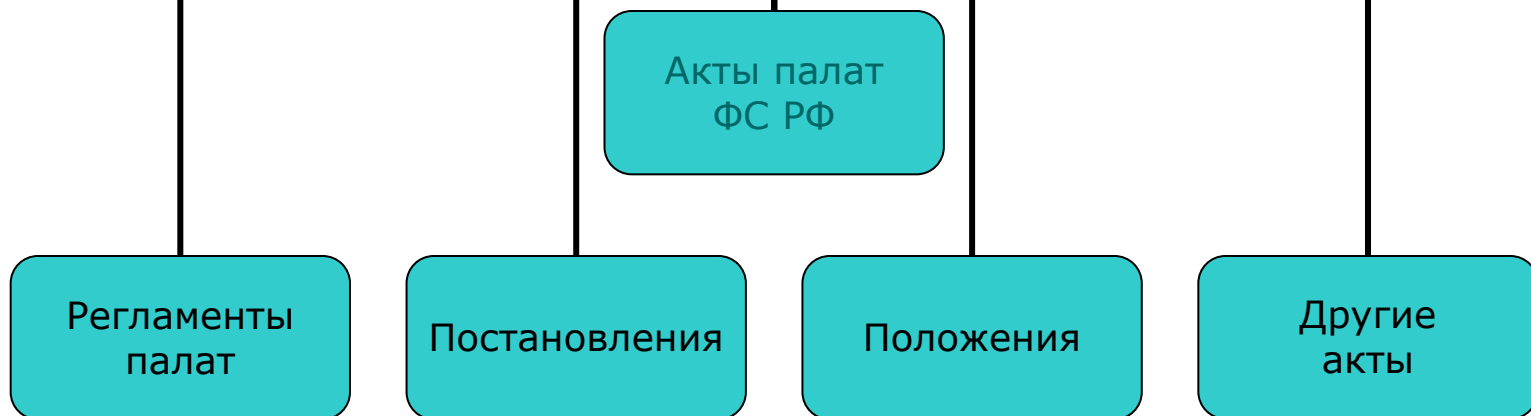 Акты палат
ФС РФ
Регламенты
палат
Постановления
Положения
Другие
акты